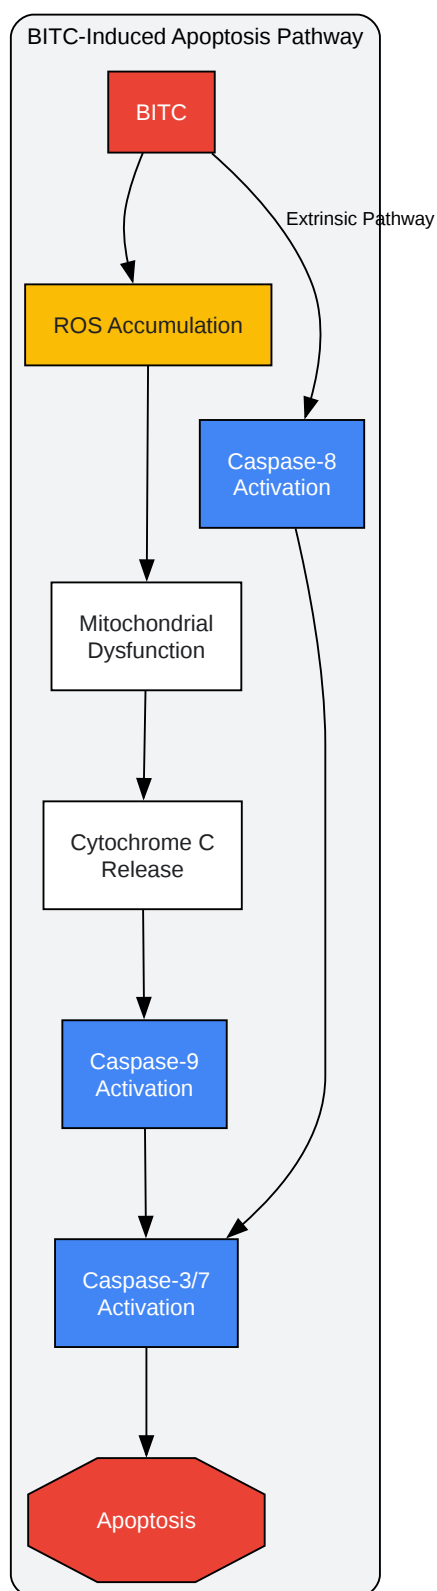 BITC-Induced Apoptosis Pathway
BITC
Extrinsic Pathway
ROS Accumulation
Caspase-8
Activation
Mitochondrial
Dysfunction
Cytochrome C
Release
Caspase-9
Activation
Caspase-3/7
Activation
Apoptosis